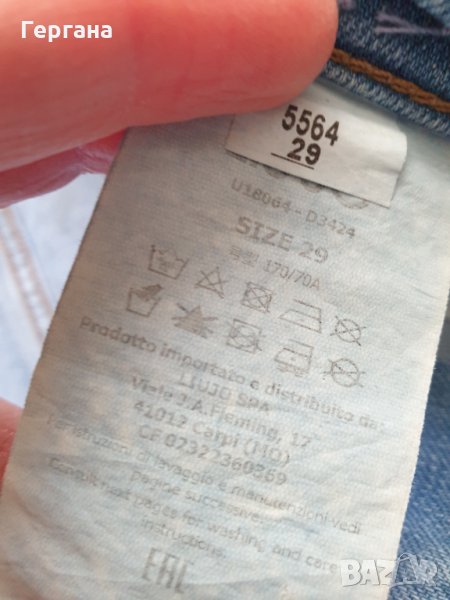 Гергана
5564
29
U18064 - D3424
SIZE 29
170/70A
Prodotto importato e distribuito da:
LIUJO SPA
Viale J.A.Fleming, 17
41012 Carpi (MO)
CF 02322360369
Per istruzioni di lavaggio e manutenzioni vedi
pagine successive.
Consult next pages for washing and care
instructions.
EAC
bazar